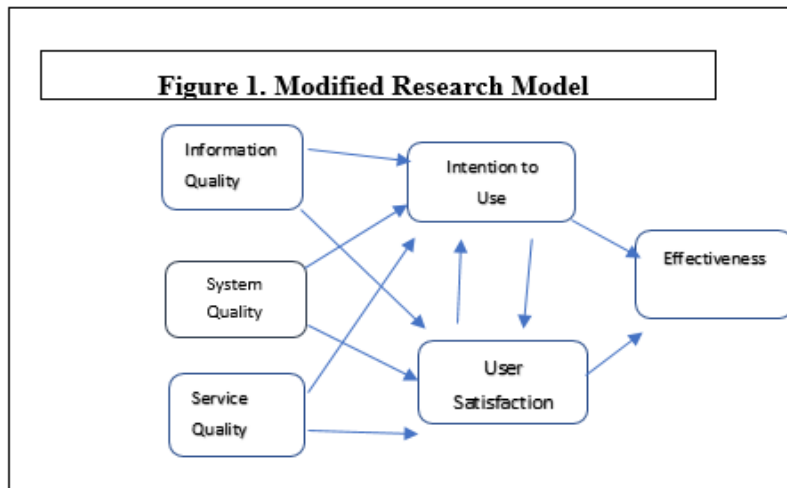 Figure 1. Modified Research Model
Information
Quality
Intention to
Use
System
Quality
Effectiveness
User
Satisfaction
Service
Quality